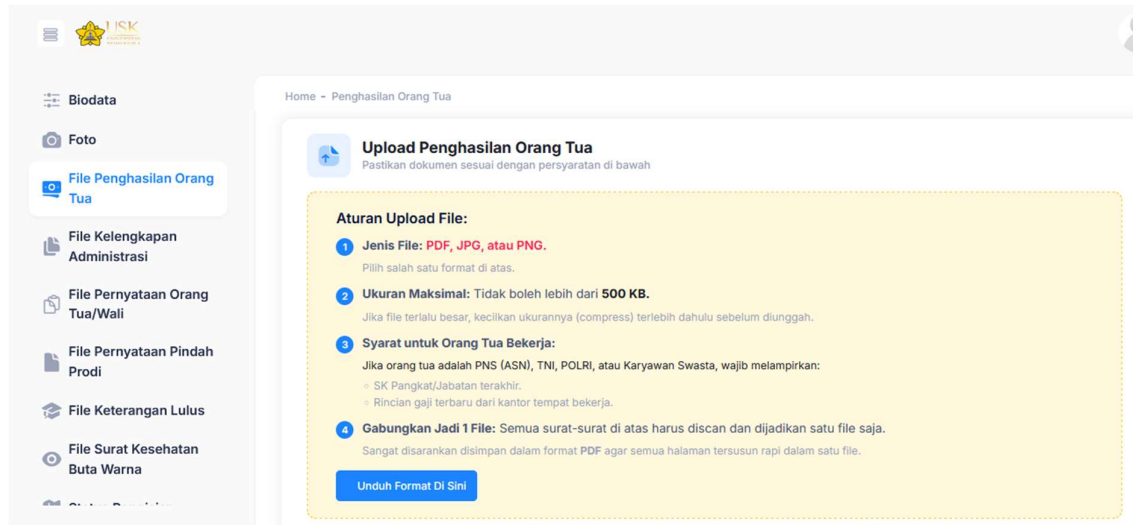 USK
Biodata
Foto
File Penghasilan Orang
Tua
File Kelengkapan
Administrasi
File Pernyataan Orang
Tua/Wali
File Pernyataan Pindah
Prodi
File Keterangan Lulus
File Surat Kesehatan
Buta Warna
Home - Penghasilan Orang Tua
Upload Penghasilan Orang Tua
Pastikan dokumen sesuai dengan persyaratan di bawah
Aturan Upload File:
1 Jenis File: PDF, JPG, atau PNG.
Pilih salah satu format di atas.
2 Ukuran Maksimal: Tidak boleh lebih dari 500 KB.
Jika file terlalu besar, kecilkan ukurannya (compress) terlebih dahulu sebelum diunggah.
3 Syarat untuk Orang Tua Bekerja:
Jika orang tua adalah PNS (ASN), TNI, POLRI, atau Karyawan Swasta, wajib melampirkan:
◦ SK Pangkat/Jabatan terakhir.
◦ Rincian gaji terbaru dari kantor tempat bekerja.
4 Gabungkan Jadi 1 File: Semua surat-surat di atas harus discan dan dijadikan satu file saja.
Sangat disarankan disimpan dalam format PDF agar semua halaman tersusun rapi dalam satu file.
Unduh Format Di Sini